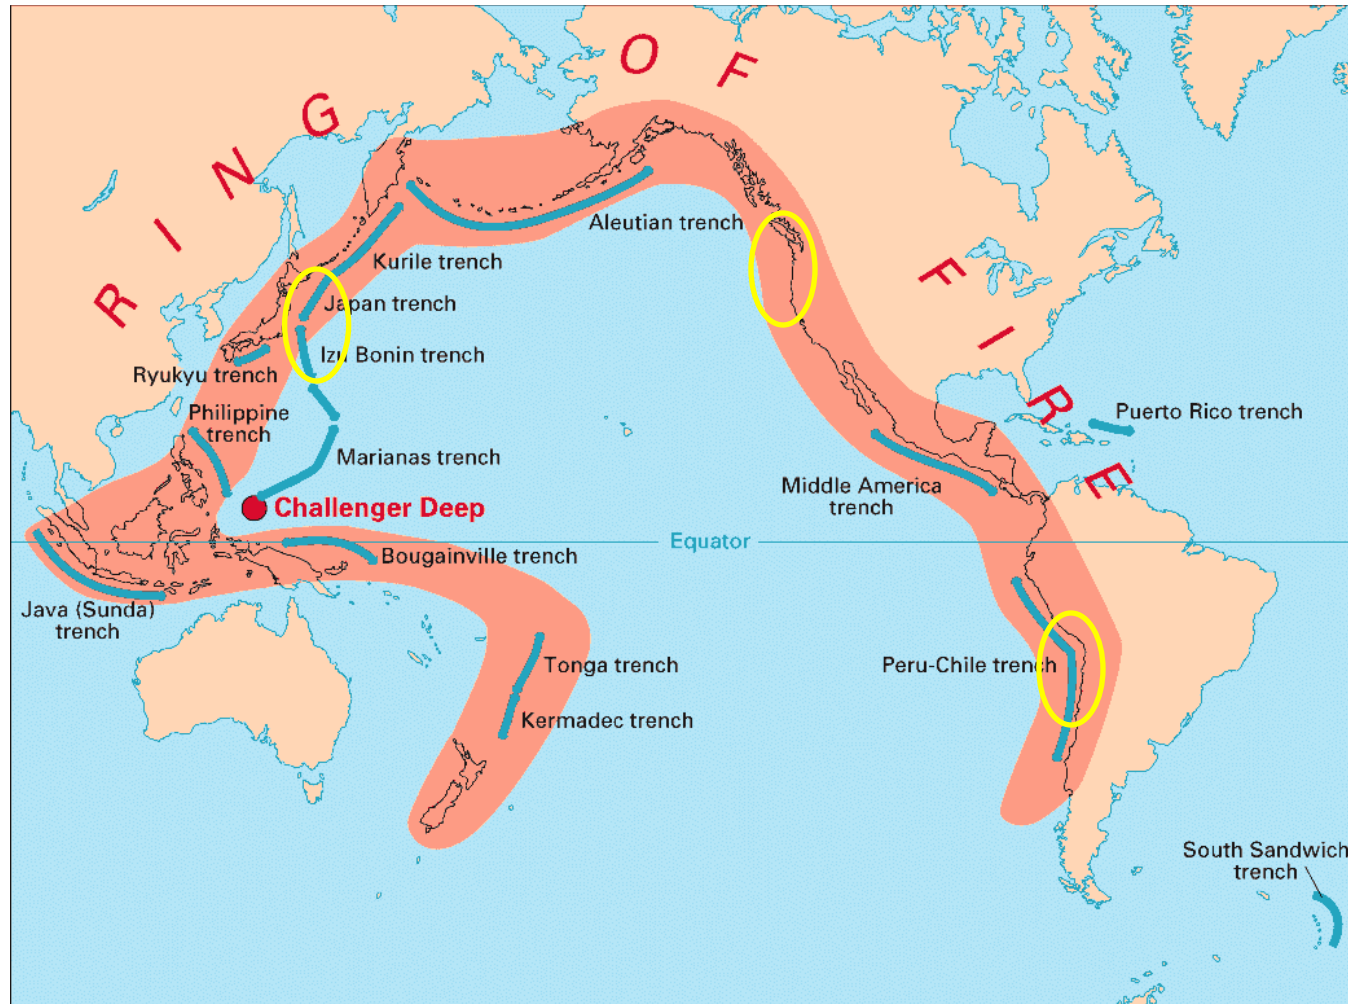 RING OF FIRE
Aleutian trench
Kurile trench
Japan trench
Izu Bonin trench
Ryukyu trench
Philippine
trench
Marianas trench
Challenger Deep
Puerto Rico trench
Middle America
trench
Equator
Bougainville trench
Java (Sunda)
trench
Tonga trench
Kermadec trench
Peru-Chile trench
South Sandwich
trench